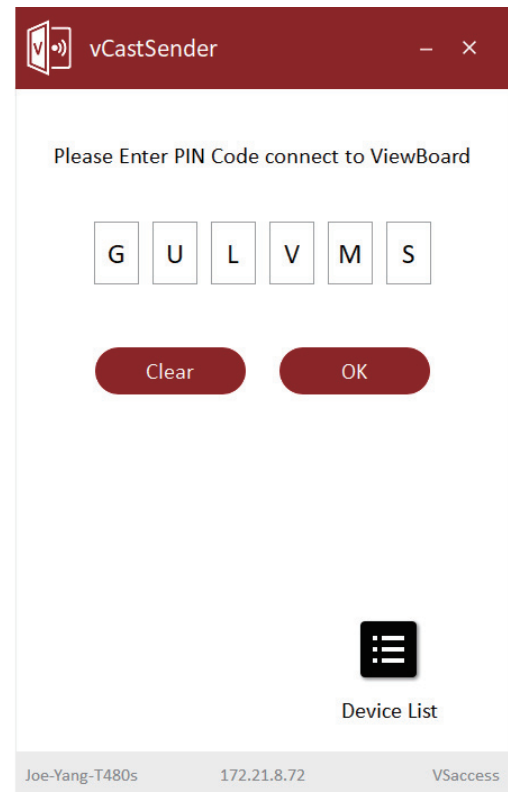 V vCastSender
Please Enter PIN Code connect to ViewBoard
G U L V M S
Clear OK
Device List
Joe-Yang-T480s 172.21.8.72 VSaccess